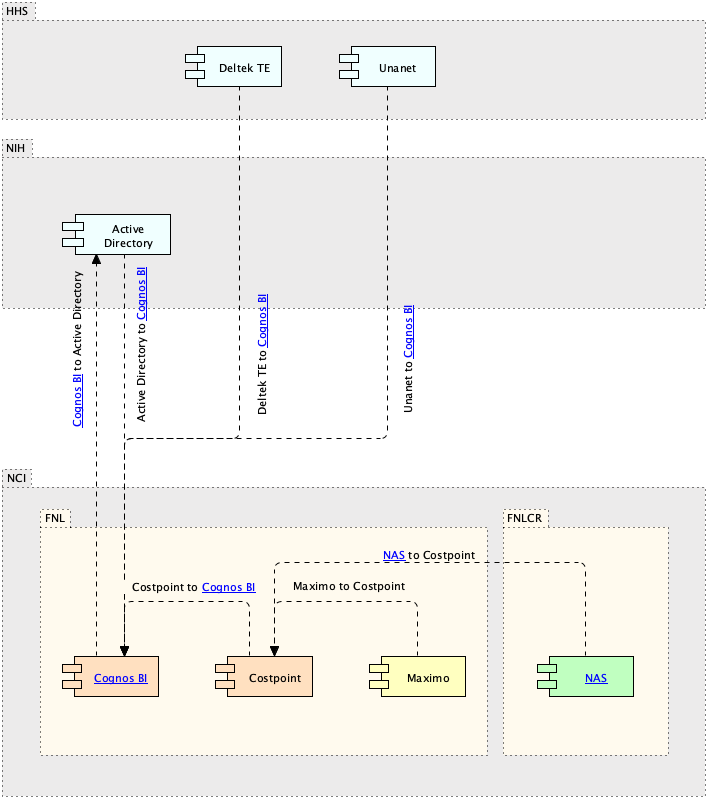 HHS
Deltek TE
Unanet
NIH
Active
Directory
Cognos BI to Active Directory
Active Directory to Cognos BI
Deltek TE to Cognos BI
Unanet to Cognos BI
NCI
FNL
FNLCR
NAS to Costpoint
Costpoint to Cognos BI
Maximo to Costpoint
Cognos BI
Costpoint
Maximo
NAS